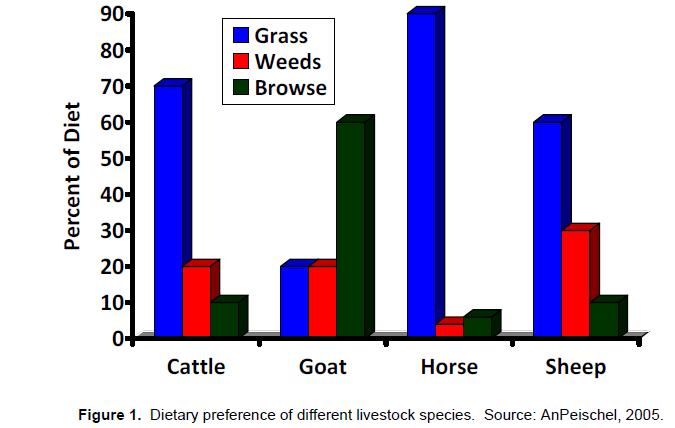 90
80
70
60
50
40
30
20
10
0
Percent of Diet
Grass
Weeds
Browse
Cattle Goat Horse Sheep
Figure 1. Dietary preference of different livestock species. Source: AnPeischel, 2005.